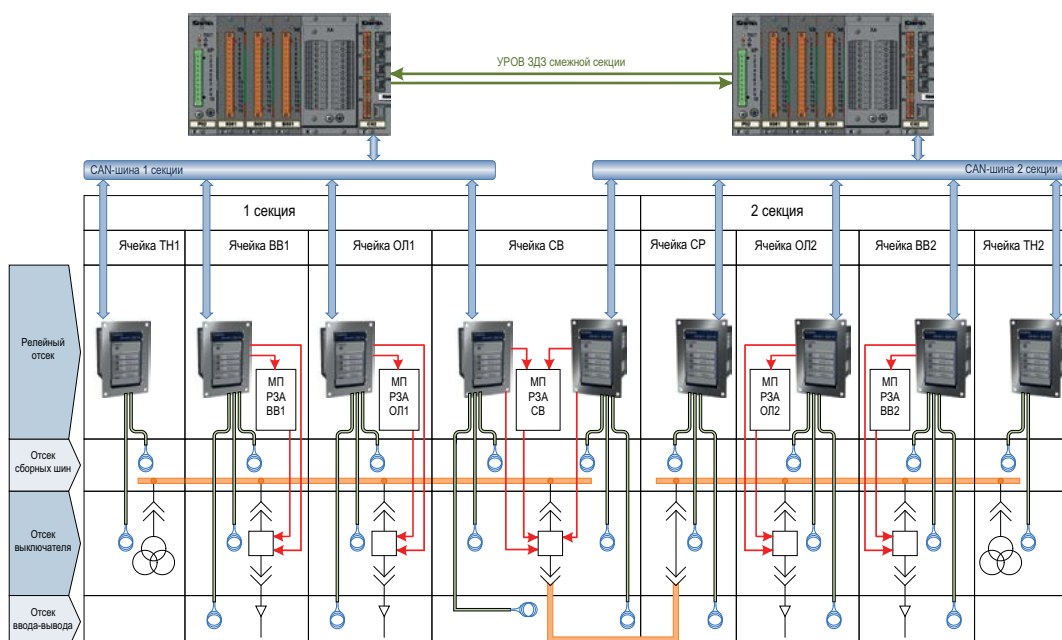 УРОВ ЗДЗ смежной секции
CAN-шина 1 секции
CAN-шина 2 секции
1 секция
2 секция
Ячейка ТН1
Ячейка ВВ1
Ячейка ОЛ1
Ячейка СВ
Ячейка СР
Ячейка ОЛ2
Ячейка ВВ2
Ячейка ТН2
Релейный
отсек
МП
РЗА
ВВ1
МП
РЗА
ОЛ1
МП
РЗА
СВ
МП
РЗА
ОЛ2
МП
РЗА
ВВ2
Отсек
сборных шин
Отсек
выключателя
Отсек
ввода-вывода